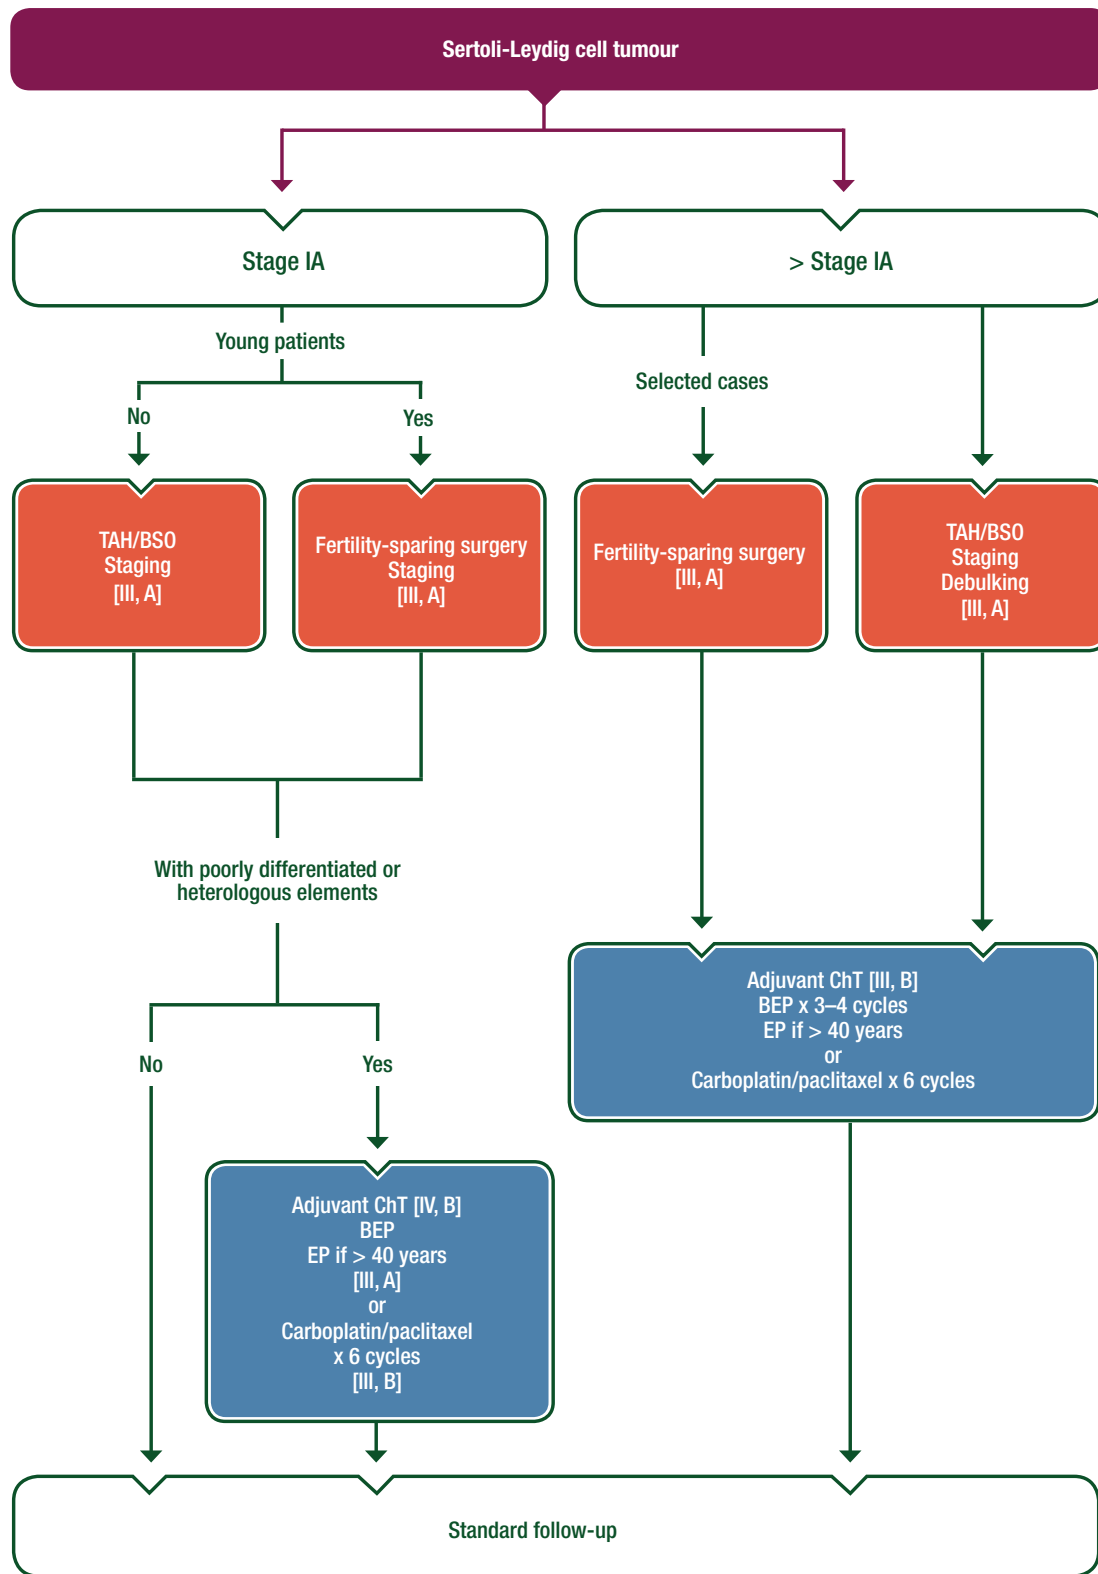 Sertoli-Leydig cell tumour
Stage IA
> Stage IA
Young patients
Selected cases
No
Yes
TAH/BSO
Staging
[III, A]
Fertility-sparing surgery
Staging
[III, A]
Fertility-sparing surgery
[III, A]
TAH/BSO
Staging
Debulking
[III, A]
With poorly differentiated or
heterologous elements
No
Yes
Adjuvant ChT [III, B]
BEP x 3–4 cycles
EP if > 40 years
or
Carboplatin/paclitaxel x 6 cycles
Adjuvant ChT [IV, B]
BEP
EP if > 40 years
[III, A]
or
Carboplatin/paclitaxel
x 6 cycles
[III, B]
Standard follow-up